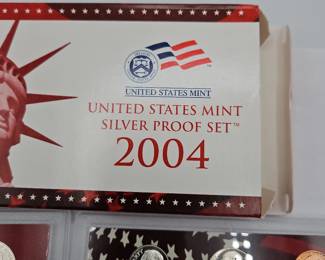 UNITED STATES MINT
UNITED STATES MINT
SILVER PROOF SET™
2004